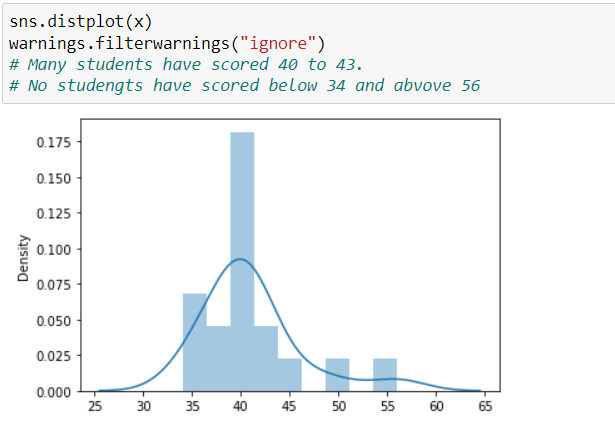 sns.distplot(x)
warnings.filterwarnings("ignore")
# Many students have scored 40 to 43.
# No studengts have scored below 34 and abvove 56
0.175
0.150
0.125
0.100
0.075
0.050
0.025
0.000
Density
25 30 35 40 45 50 55 60 65